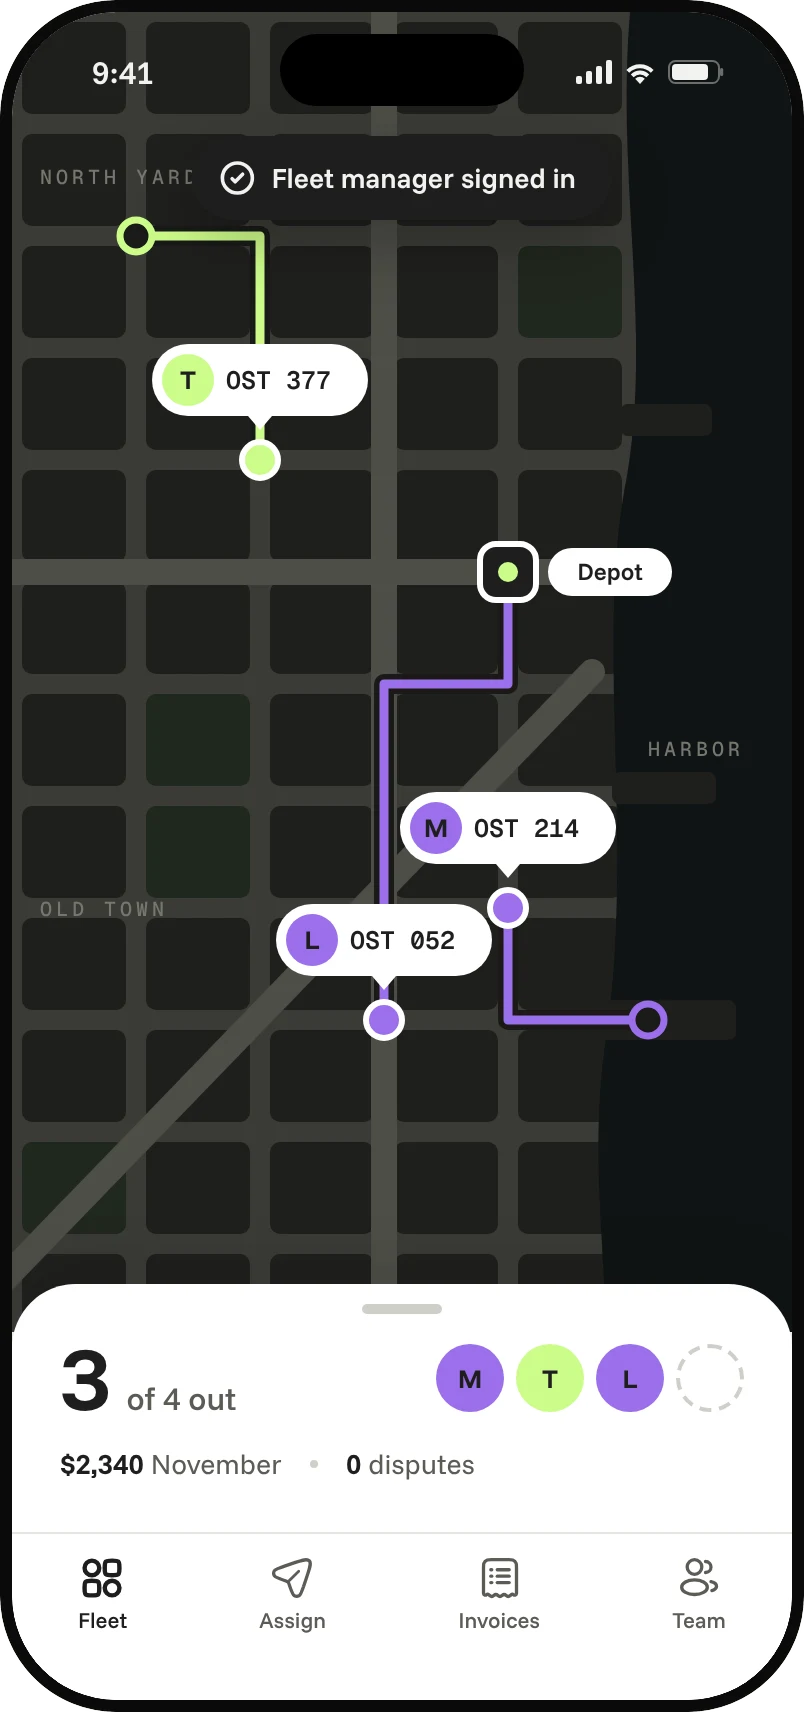 9:41
Fleet manager signed in
NORTH YARD
T OST 377
Depot
HARBOR
M OST 214
OLD TOWN
L OST 052
3 of 4 out
M T L
$2,340 November • 0 disputes
Fleet Assign Invoices Team